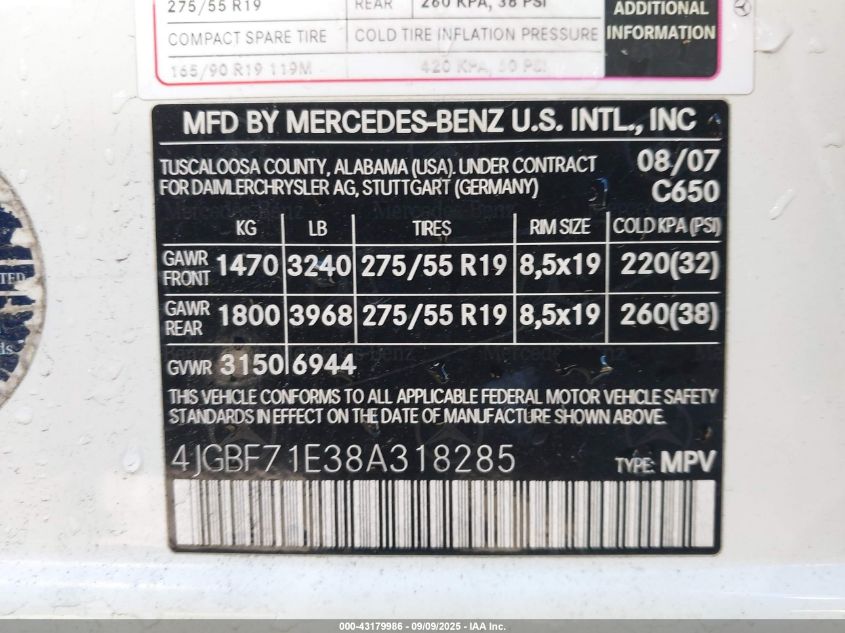 275/55 R19 REAR 260 KPA, 38 PSI
COMPACT SPARE TIRE COLD TIRE INFLATION PRESSURE
165/90 R19 119M 420 KPA, 60 PSI
ADDITIONAL
INFORMATION
MFD BY MERCEDES-BENZ U.S. INTL., INC
TUSCALOOSA COUNTY, ALABAMA (USA). UNDER CONTRACT
FOR DAIMLERCHRYSLER AG, STUTTGART (GERMANY)
08/07
C650
KG LB TIRES RIM SIZE COLD KPA (PSI)
GAWR FRONT 1470 3240 275/55 R19 8,5x19 220(32)
GAWR REAR 1800 3968 275/55 R19 8,5x19 260(38)
GVWR 3150 6944
THIS VEHICLE CONFORMS TO ALL APPLICABLE FEDERAL MOTOR VEHICLE SAFETY
STANDARDS IN EFFECT ON THE DATE OF MANUFACTURE SHOWN ABOVE.
4JGBF71E38A318285 TYPE: MPV
000-43179986 - 09/09/2025 - IAA Inc.